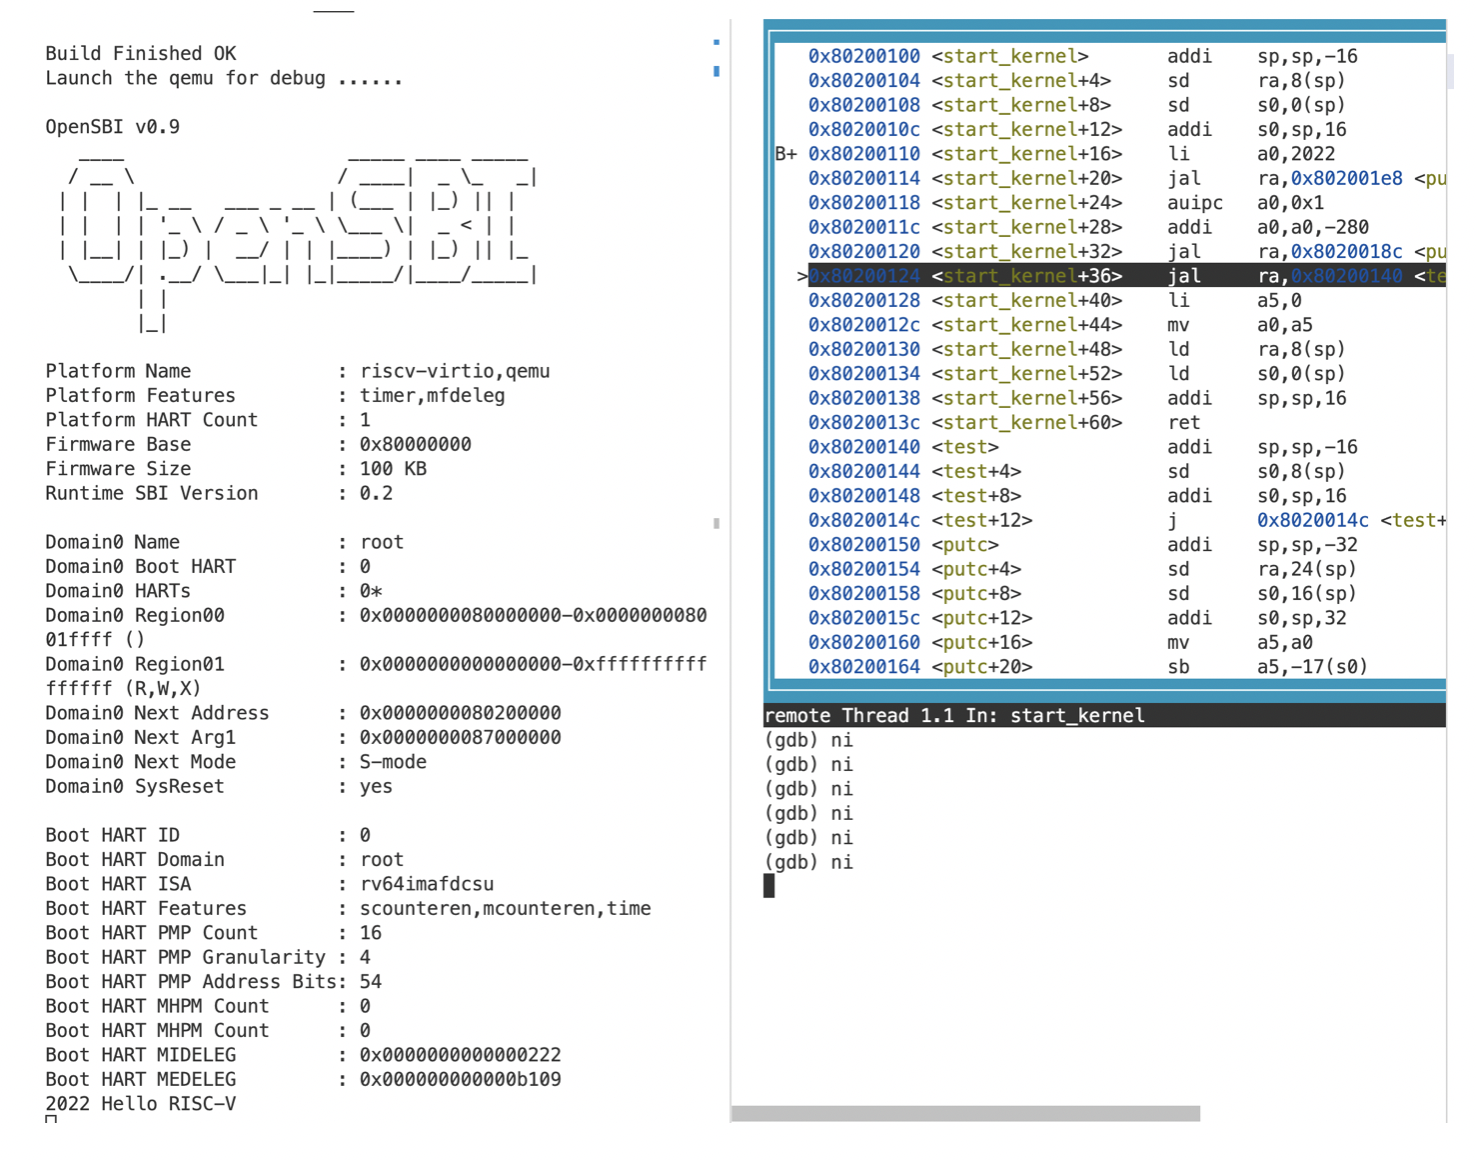 Build Finished OK
Launch the qemu for debug ......
OpenSBI v0.9
   ____                    _____ ____ _____
  / __ \                  / ____|  _ \_   _|
 | |  | |_ __   ___ _ __ | (___ | |_) || |
 | |  | | '_ \ / _ \ '_ \ \___ \|  _ < | |
 | |__| | |_) |  __/ | | |____) | |_) || |_
  \____/| .__/ \___|_| |_|_____/|____/_____|
        | |
        |_|
Platform Name             : riscv-virtio,qemu
Platform Features         : timer,mfdeleg
Platform HART Count       : 1
Firmware Base             : 0x80000000
Firmware Size             : 100 KB
Runtime SBI Version       : 0.2
Domain0 Name              : root
Domain0 Boot HART         : 0
Domain0 HARTs             : 0*
Domain0 Region00          : 0x0000000080000000-0x0000000080
01ffff ()
Domain0 Region01          : 0x0000000000000000-0xffffffffff
ffffff (R,W,X)
Domain0 Next Address      : 0x0000000080200000
Domain0 Next Arg1         : 0x0000000087000000
Domain0 Next Mode         : S-mode
Domain0 SysReset          : yes
Boot HART ID              : 0
Boot HART Domain          : root
Boot HART ISA             : rv64imafdcsu
Boot HART Features        : scounteren,mcounteren,time
Boot HART PMP Count       : 16
Boot HART PMP Granularity : 4
Boot HART PMP Address Bits: 54
Boot HART MHPM Count      : 0
Boot HART MHPM Count      : 0
Boot HART MIDELEG         : 0x0000000000000222
Boot HART MEDELEG         : 0x000000000000b109
2022 Hello RISC-V
0x80200100 <start_kernel>       addi    sp,sp,-16
0x80200104 <start_kernel+4>     sd      ra,8(sp)
0x80200108 <start_kernel+8>     sd      s0,0(sp)
0x8020010c <start_kernel+12>    addi    s0,sp,16
B+ 0x80200110 <start_kernel+16>    li      a0,2022
0x80200114 <start_kernel+20>    jal     ra,0x802001e8 <pu
0x80200118 <start_kernel+24>    auipc   a0,0x1
0x8020011c <start_kernel+28>    addi    a0,a0,-280
0x80200120 <start_kernel+32>    jal     ra,0x8020018c <pu
>0x80200124 <start_kernel+36>    jal     ra,0x80200140 <te
0x80200128 <start_kernel+40>    li      a5,0
0x8020012c <start_kernel+44>    mv      a0,a5
0x80200130 <start_kernel+48>    ld      ra,8(sp)
0x80200134 <start_kernel+52>    ld      s0,0(sp)
0x80200138 <start_kernel+56>    addi    sp,sp,16
0x8020013c <start_kernel+60>    ret
0x80200140 <test>               addi    sp,sp,-16
0x80200144 <test+4>             sd      s0,8(sp)
0x80200148 <test+8>             addi    s0,sp,16
0x8020014c <test+12>            j       0x8020014c <test+
0x80200150 <putc>               addi    sp,sp,-32
0x80200154 <putc+4>             sd      ra,24(sp)
0x80200158 <putc+8>             sd      s0,16(sp)
0x8020015c <putc+12>            addi    s0,sp,32
0x80200160 <putc+16>            mv      a5,a0
0x80200164 <putc+20>            sb      a5,-17(s0)
remote Thread 1.1 In: start_kernel
(gdb) ni
(gdb) ni
(gdb) ni
(gdb) ni
(gdb) ni
(gdb) ni